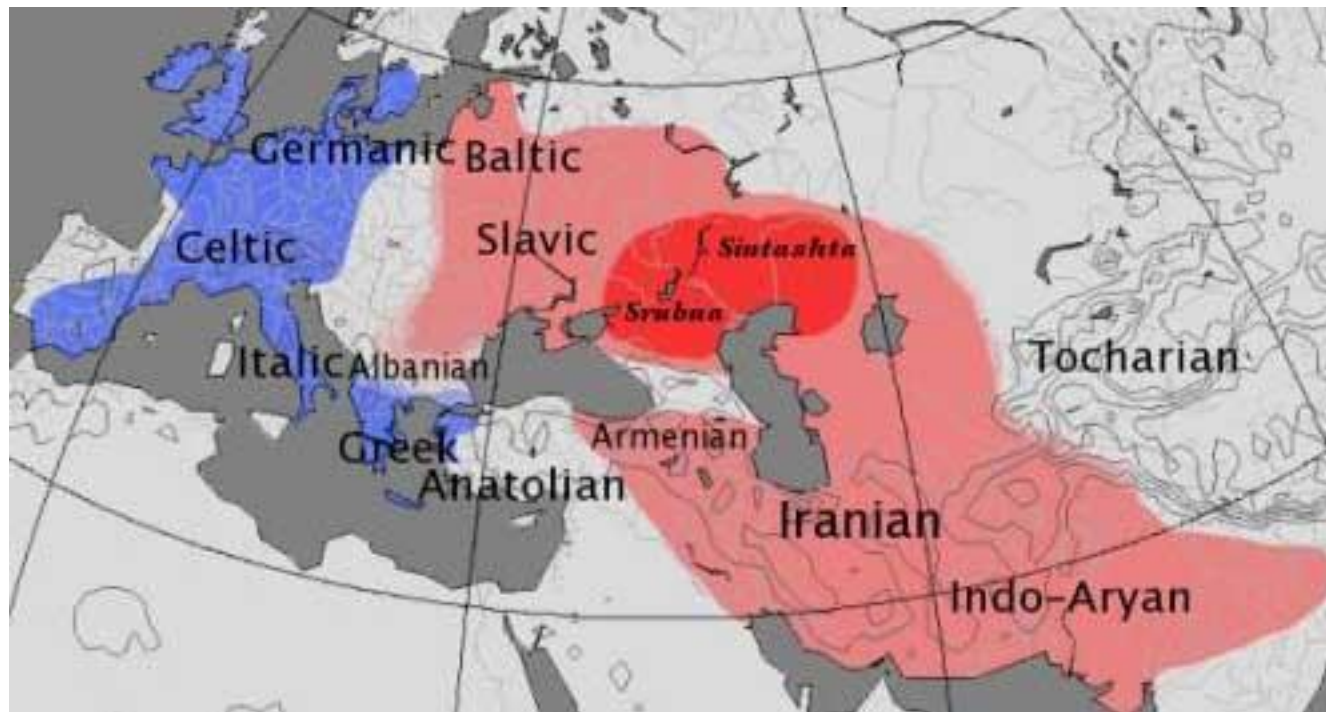 Germanic
Baltic
Celtic
Slavic
Sintashta
Srubna
Italic
Albanian
Tocharian
Greek
Armenian
Anatolian
Iranian
Indo-Aryan